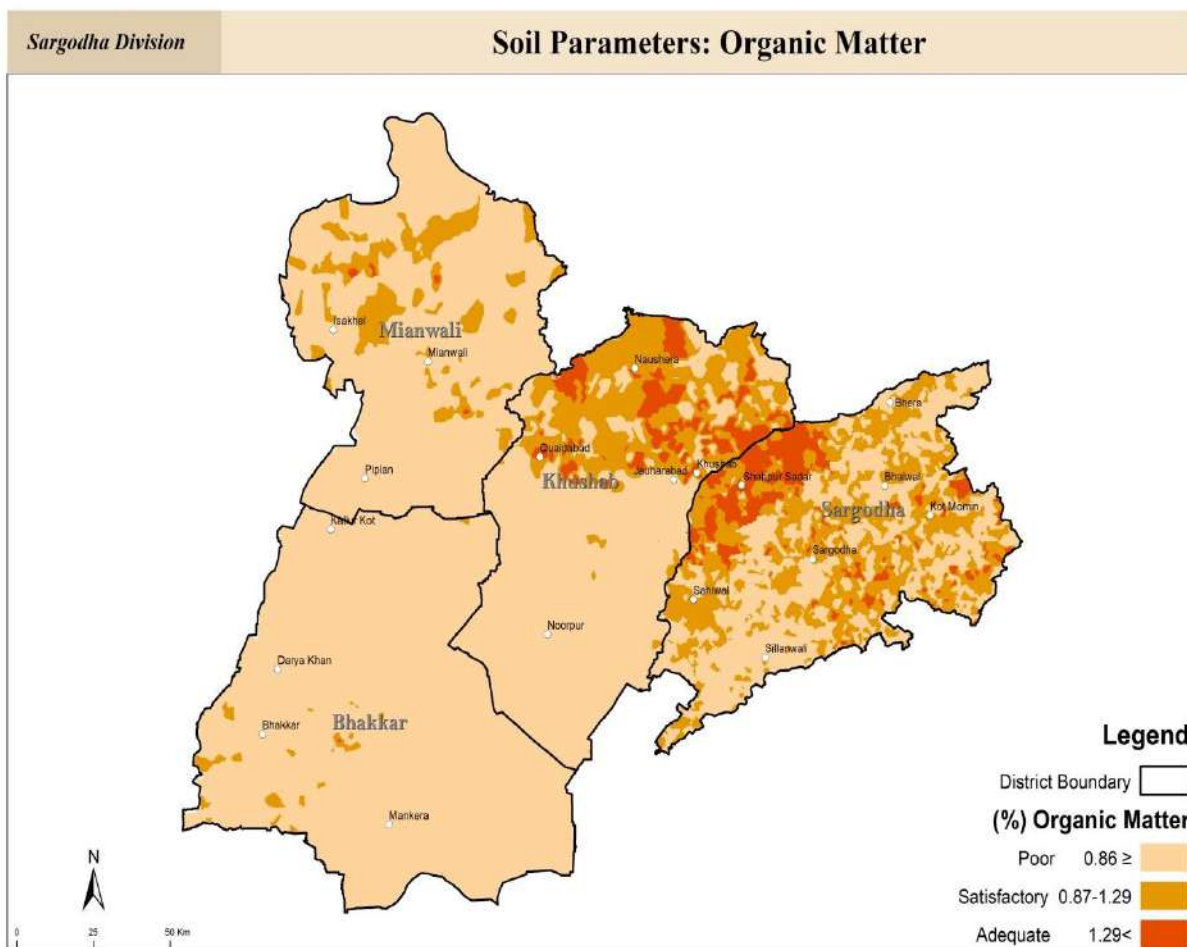 Sargodha Division
Soil Parameters: Organic Matter
Isakhel
Mianwali
Mianwali
Naushera
Bhera
Quaidabad
Khushab
Jauharabad
Khushab
Shahpur Sadar
Bhalwal
Sargodha
Kot Momin
Piplan
Kallur Kot
Sargodha
Sahiwal
Noorpur
Sillanwali
Darya Khan
Bhakkar
Bhakkar
Mankera
Legend
District Boundary
(%) Organic Matter
Poor 0.86 ≥
Satisfactory 0.87-1.29
Adequate 1.29<
N
0 25 50 Km